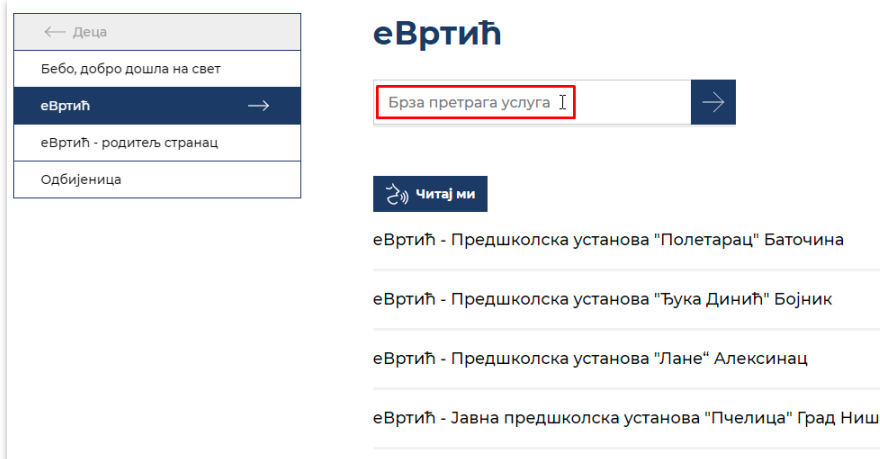 Деца
Бебо, добро дошла на свет
еВртић
еВртић - родитељ странац
Одбијеница
еВртић
Брза претрага услуга
Читај ми
еВртић - Предшколска установа "Полетарац" Баточина
еВртић - Предшколска установа "Ђука Динић" Бојник
еВртић - Предшколска установа "Лане“ Алексинац
еВртић - Јавна предшколска установа "Пчелица" Град Ниш